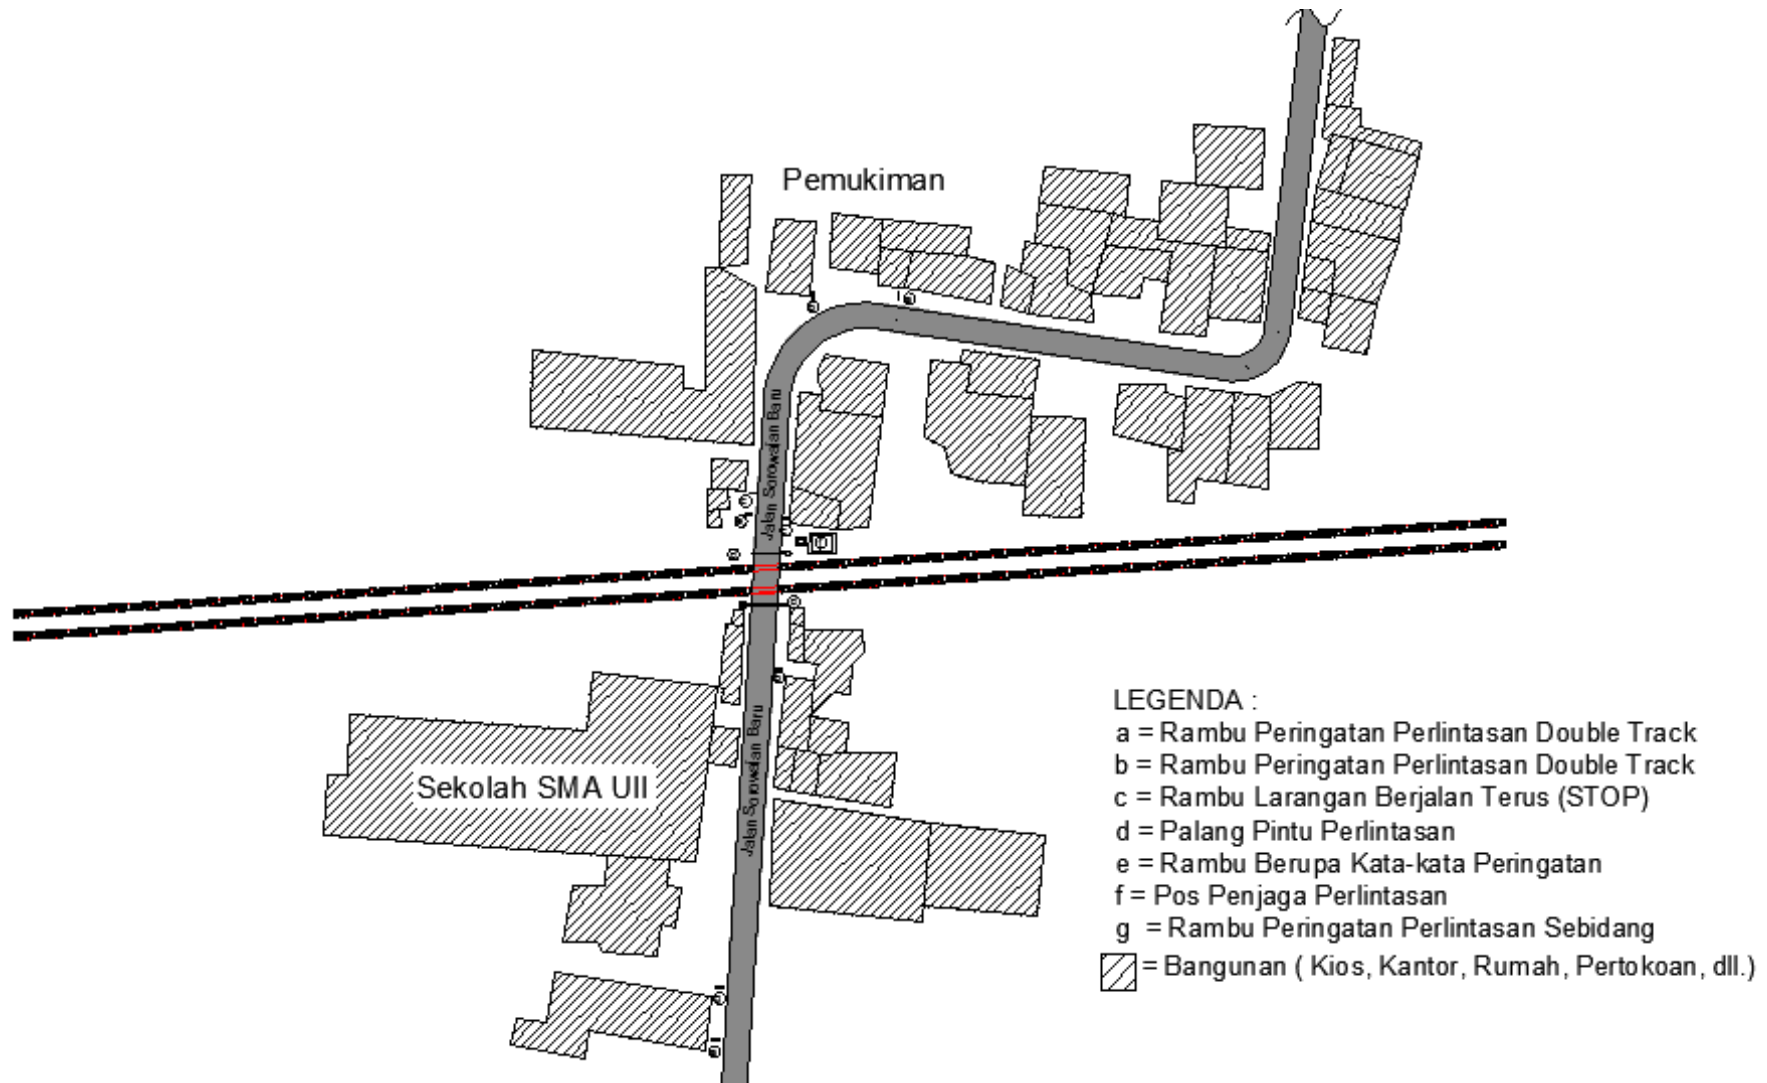 Pemukiman
Jalan Sorowajan Baru
Jalan Sorowajan Baru
Sekolah SMA UII
LEGENDA :
a = Rambu Peringatan Perlintasan Double Track
b = Rambu Peringatan Perlintasan Double Track
c = Rambu Larangan Berjalan Terus (STOP)
d = Palang Pintu Perlintasan
e = Rambu Berupa Kata-kata Peringatan
f = Pos Penjaga Perlintasan
g = Rambu Peringatan Perlintasan Sebidang
= Bangunan ( Kios, Kantor, Rumah, Pertokoan, dll.)